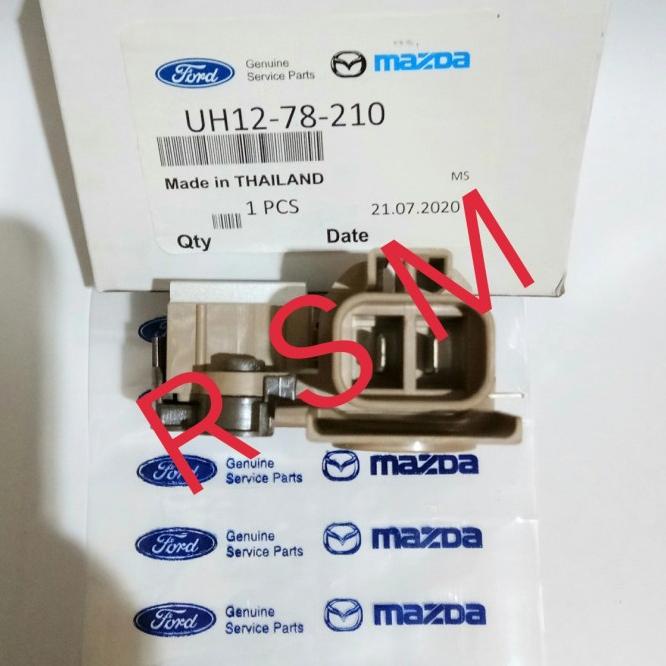 Ford
Genuine
Service Parts
mazda
UH12-78-210
Made in THAILAND
MS
1 PCS
21.07.2020
Qty
Date
RSM
Ford
Genuine
Service Parts
mazda
Ford
Genuine
Service Parts
mazda
Ford
Genuine
Service Parts
mazda